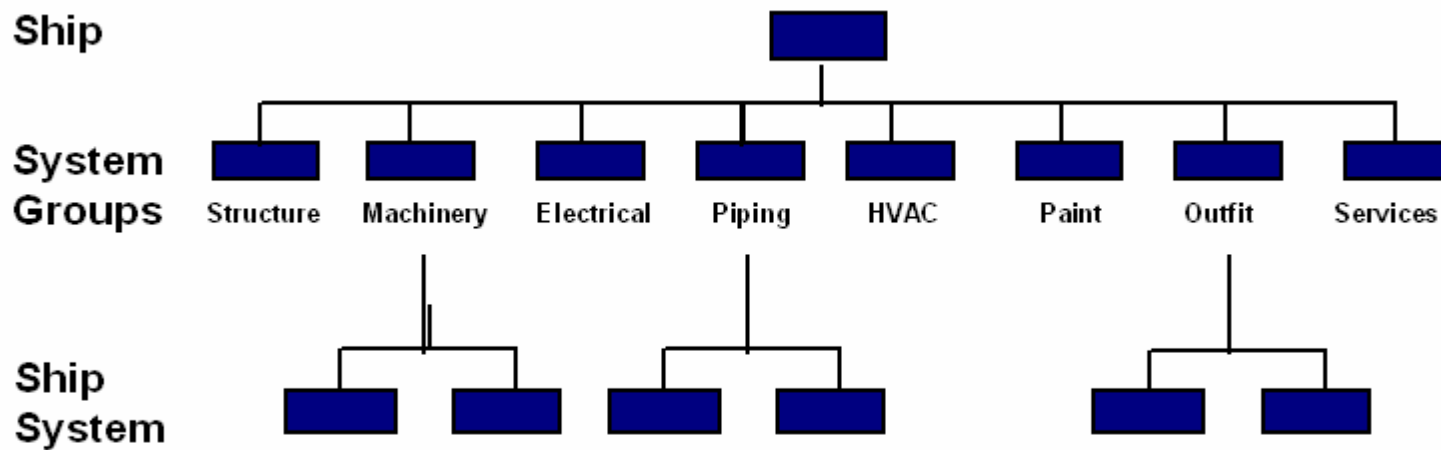 Ship
System
Groups
Structure Machinery Electrical Piping HVAC Paint Outfit Services
Ship
System